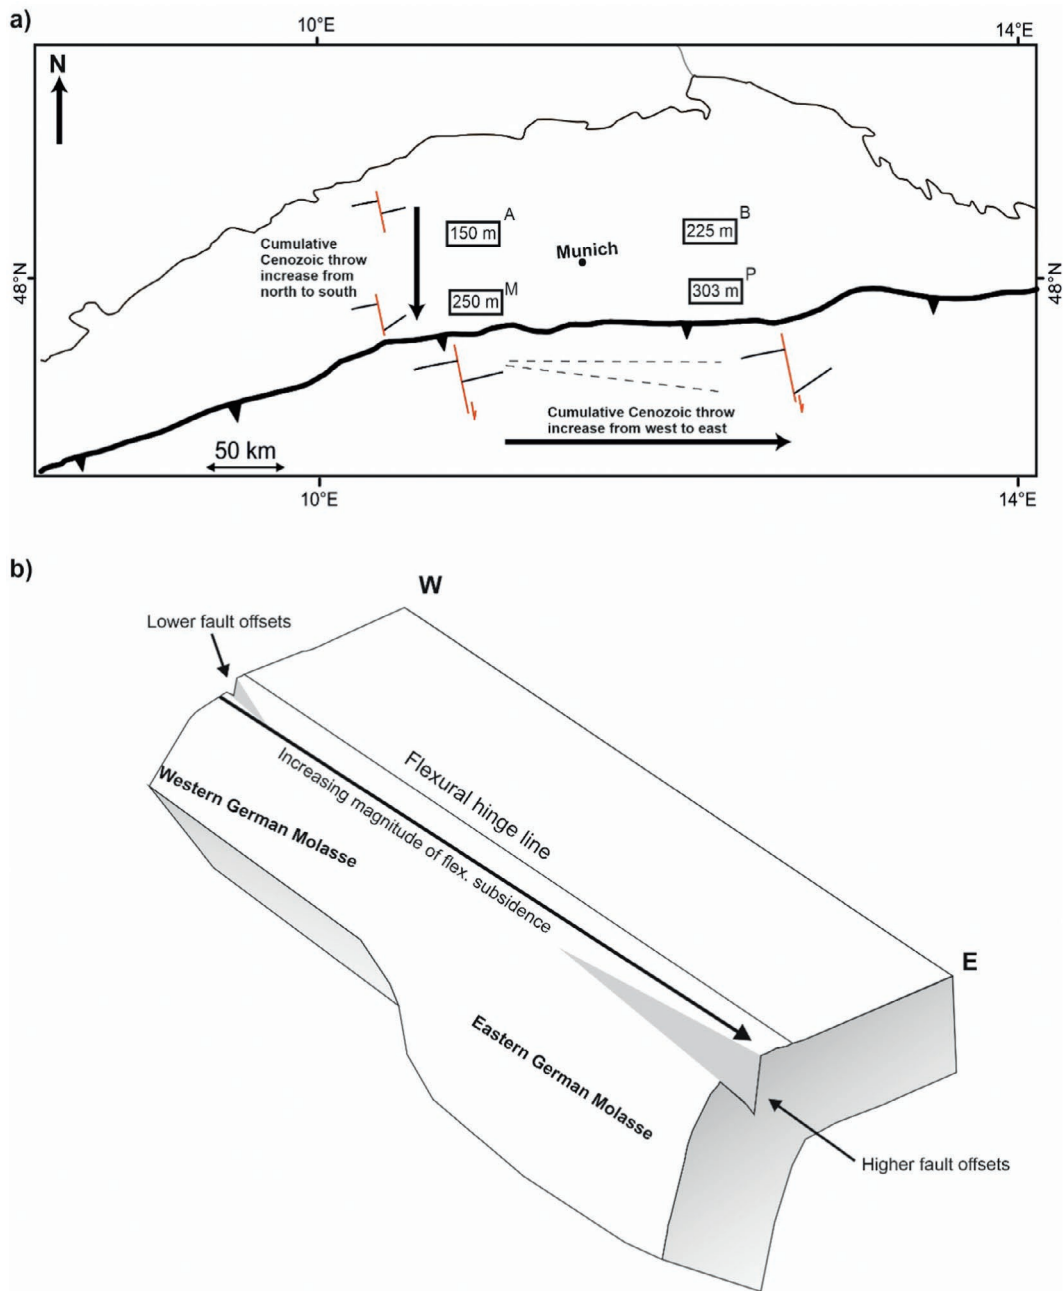 a)
10°E
14°E
N
A
150 m
B
225 m
Cumulative
Cenozoic throw
increase from
north to south
Munich
48°N
48°N
M
250 m
P
303 m
Cumulative Cenozoic throw
increase from west to east
50 km
10°E
14°E
b)
W
Lower fault offsets
Flexural hinge line
Increasing magnitude of flex. subsidence
Western German Molasse
E
Eastern German Molasse
Higher fault offsets